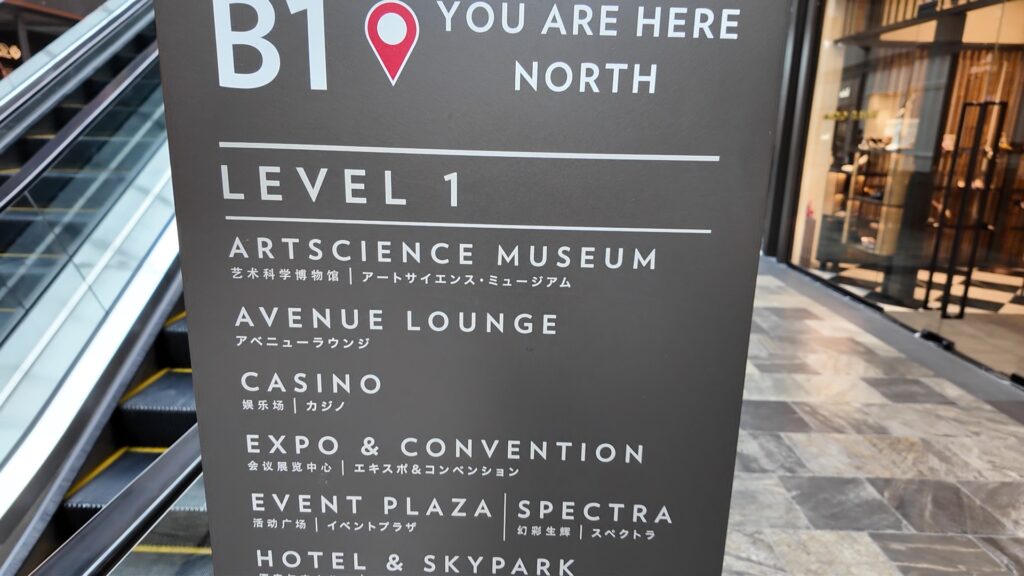 B1 YOU ARE HERE
NORTH
LEVEL 1
ARTSCIENCE MUSEUM
艺术科学博物馆 | アートサイエンス・ミュージアム
AVENUE LOUNGE
アベニューラウンジ
CASINO
娱乐场 | カジノ
EXPO & CONVENTION
会议展览中心 | エキスポ&コンベンション
EVENT PLAZA | SPECTRA
活动广场 | イベントプラザ 幻彩生辉 | スペクトラ
HOTEL & SKYPARK